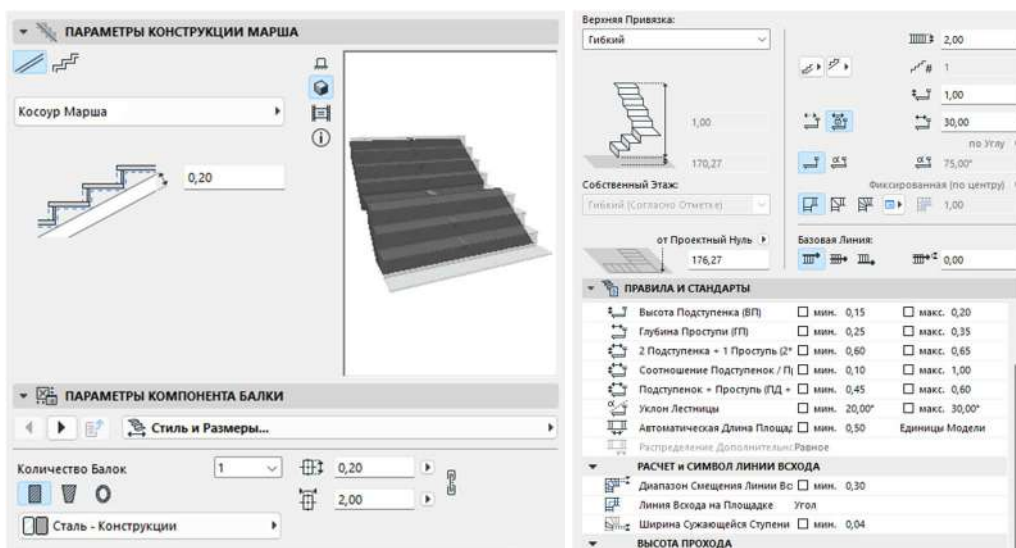 ПАРАМЕТРЫ КОНСТРУКЦИИ МАРША
Косоур Марша
0,20
ПАРАМЕТРЫ КОМПОНЕНТА БАЛКИ
Стиль и Размеры...
Количество Балок 1 0,20
2,00
Сталь - Конструкции
Верхняя Привязка:
Гибкий
1,00
170,27
Собственный Этаж:
Гибкий (Согласно Отметке)
от Проектный Нуль
176,27
2,00
# 1
1,00
30,00
по Углу
75,00°
Фиксированная (по центру)
1,00
Базовая Линия:
0,00
ПРАВИЛА И СТАНДАРТЫ
Высота Подступенка (ВП) мин. 0,15 макс. 0,20
Глубина Проступи (ГП) мин. 0,25 макс. 0,35
2 Подступенка + 1 Проступь (2* мин. 0,60 макс. 0,65
Соотношение Подступенок / П мин. 0,10 макс. 1,00
Подступенок + Проступь (ПД + мин. 0,45 макс. 0,60
Уклон Лестницы мин. 20,00° макс. 30,00°
Автоматическая Длина Площад мин. 0,50 Единицы Модели
Распределение Дополнительн Равное
РАСЧЕТ и СИМВОЛ ЛИНИИ ВСХОДА
Диапазон Смещения Линии Вс мин. 0,30
Линия Всхода на Площадке Угол
Ширина Сужающейся Ступени мин. 0,04
ВЫСОТА ПРОХОДА